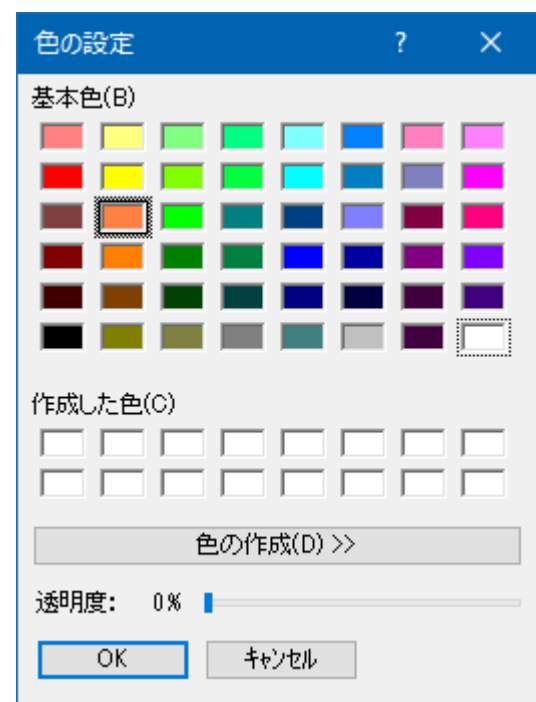 色の設定 ? ×
基本色(B)
作成した色(C)
色の作成(D) >>
透明度: 0%
OK キャンセル